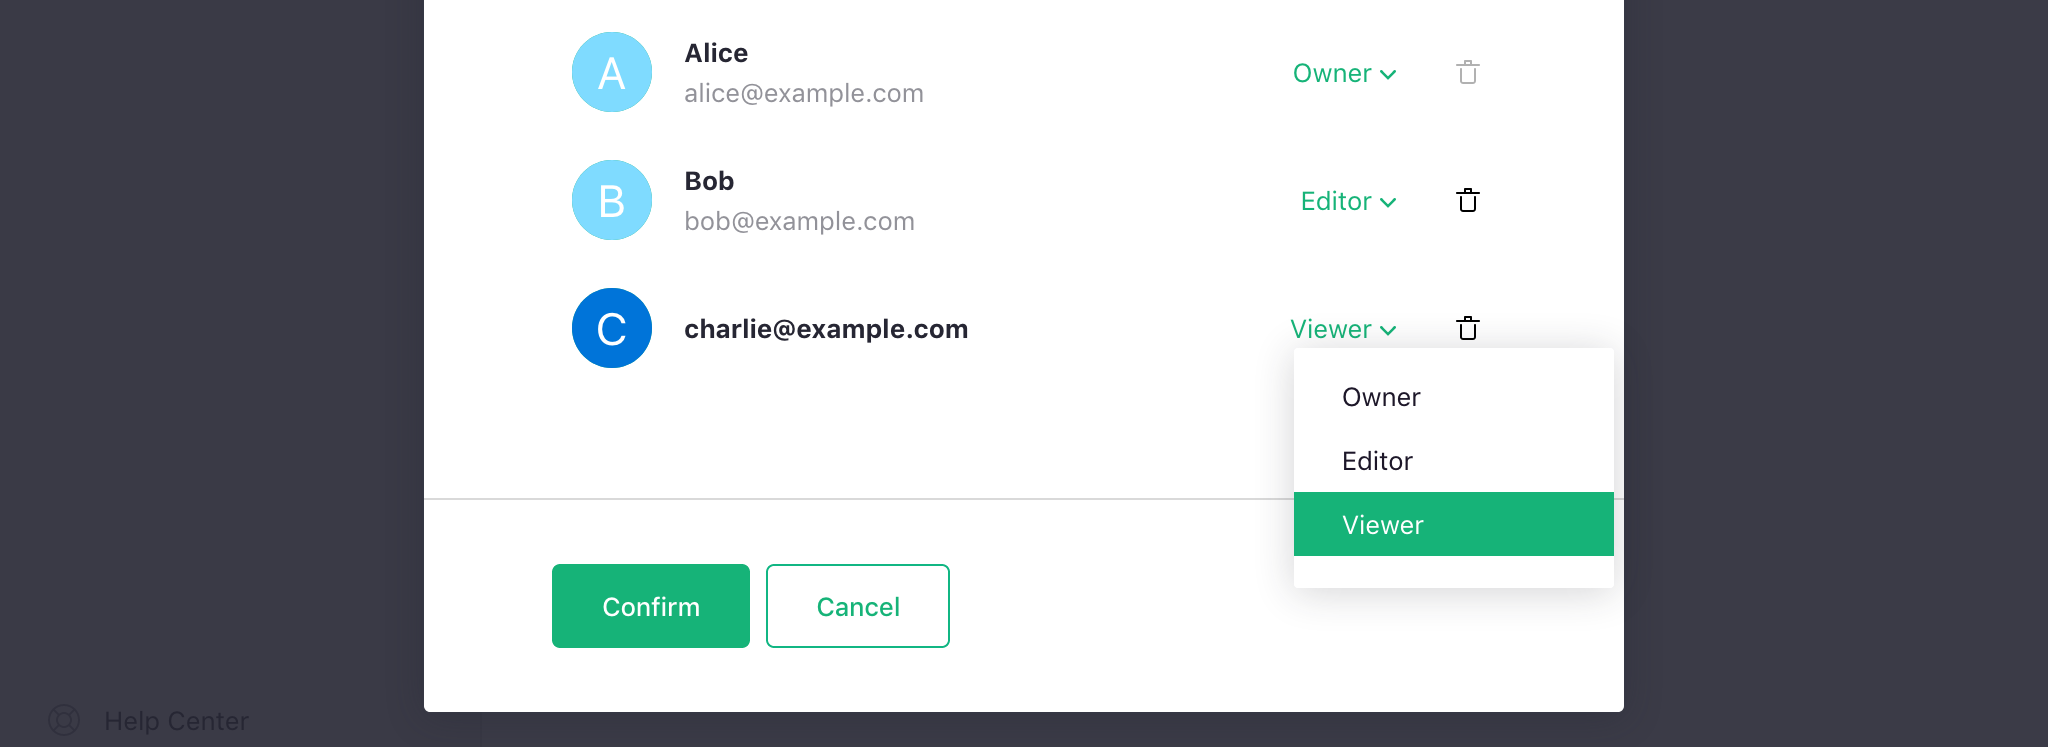 A
Alice
alice@example.com
Owner
B
Bob
bob@example.com
Editor
C
charlie@example.com
Viewer
Owner
Editor
Viewer
Confirm
Cancel
Help Center